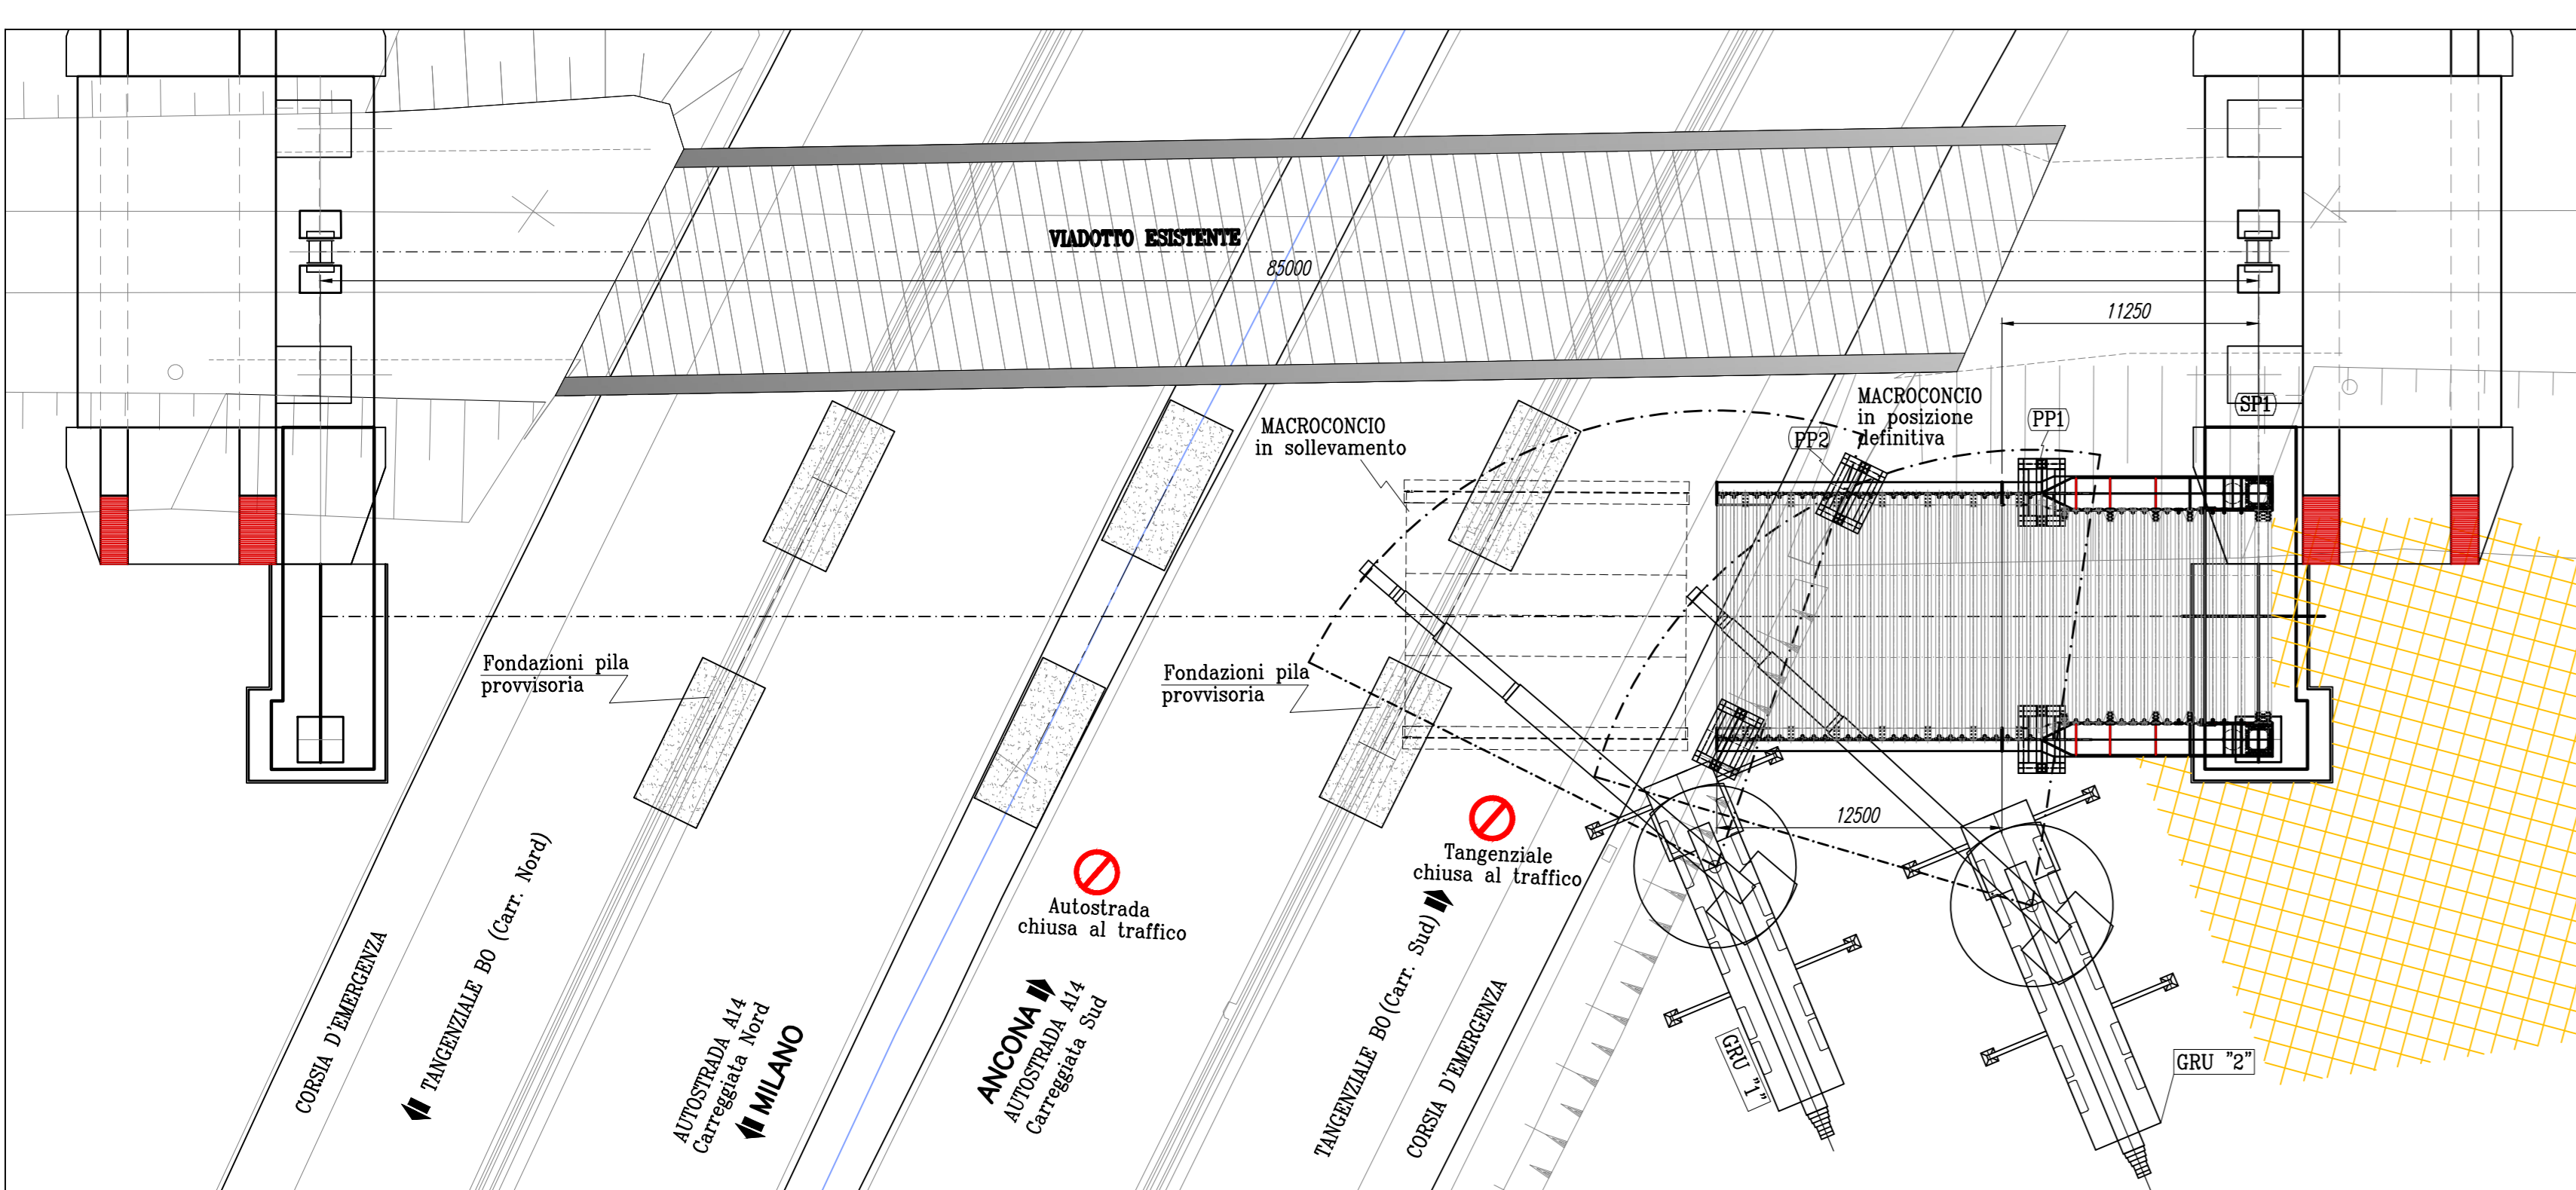 VIADOTTO ESISTENTE
85000
11250
MACROCONCIO
in sollevamento
MACROCONCIO
in posizione
definitiva
PP2
PP1
SP1
Fondazioni pila
provvisoria
Fondazioni pila
provvisoria
12500
Autostrada
chiusa al traffico
Tangenziale
chiusa al traffico
CORSIA D'EMERGENZA
TANGENZIALE BO (Carr. Nord)
AUTOSTRADA A14
Carreggiata Nord
MILANO
ANCONA
AUTOSTRADA A14
Carreggiata Sud
TANGENZIALE BO (Carr. Sud)
CORSIA D'EMERGENZA
GRU "1"
GRU "2"